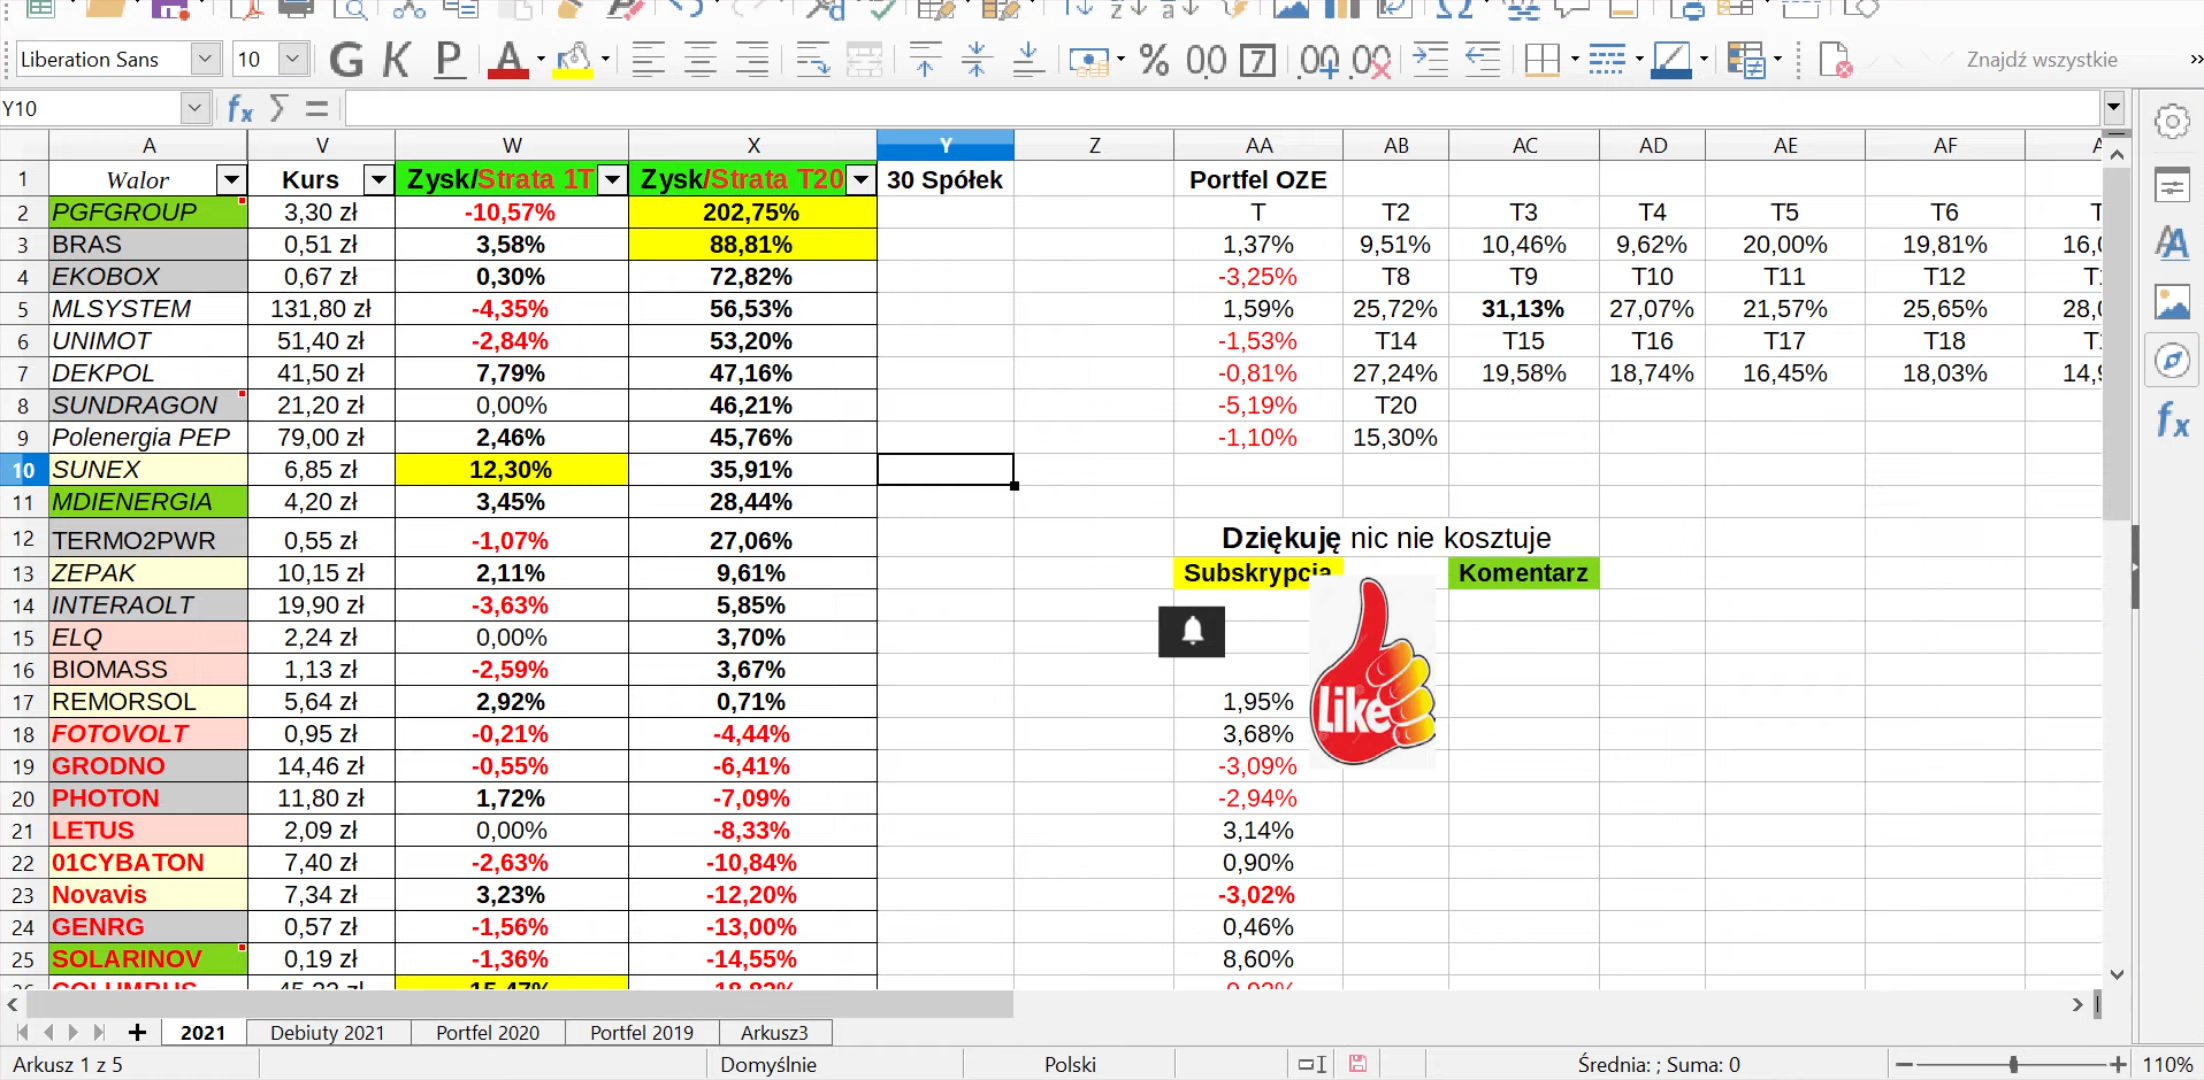 Liberation Sans 10 G K P A % 00 7 .00 00 Znajdź wszystkie
Y10 fx Σ =
A V W X Y Z AA AB AC AD AE AF
1 Walor Kurs Zysk/Strata 1T Zysk/Strata T20 30 Spółek Portfel OZE
2 PGFGROUP 3,30 zł -10,57% 202,75% T T2 T3 T4 T5 T6
3 BRAS 0,51 zł 3,58% 88,81% 1,37% 9,51% 10,46% 9,62% 20,00% 19,81%
4 EKOBOX 0,67 zł 0,30% 72,82% -3,25% T8 T9 T10 T11 T12
5 MLSYSTEM 131,80 zł -4,35% 56,53% 1,59% 25,72% 31,13% 27,07% 21,57% 25,65%
6 UNIMOT 51,40 zł -2,84% 53,20% -1,53% T14 T15 T16 T17 T18
7 DEKPOL 41,50 zł 7,79% 47,16% -0,81% 27,24% 19,58% 18,74% 16,45% 18,03%
8 SUNDRAGON 21,20 zł 0,00% 46,21% -5,19% T20
9 Polenergia PEP 79,00 zł 2,46% 45,76% -1,10% 15,30%
10 SUNEX 6,85 zł 12,30% 35,91%
11 MDIENERGIA 4,20 zł 3,45% 28,44%
12 TERMO2PWR 0,55 zł -1,07% 27,06% Dziękuję nic nie kosztuje
13 ZEPAK 10,15 zł 2,11% 9,61% Subskrypcja Komentarz
14 INTERAOLT 19,90 zł -3,63% 5,85%
15 ELQ 2,24 zł 0,00% 3,70%
16 BIOMASS 1,13 zł -2,59% 3,67%
17 REMORSOL 5,64 zł 2,92% 0,71% 1,95% Like
18 FOTOVOLT 0,95 zł -0,21% -4,44% 3,68%
19 GRODNO 14,46 zł -0,55% -6,41% -3,09%
20 PHOTON 11,80 zł 1,72% -7,09% -2,94%
21 LETUS 2,09 zł 0,00% -8,33% 3,14%
22 01CYBATON 7,40 zł -2,63% -10,84% 0,90%
23 Novavis 7,34 zł 3,23% -12,20% -3,02%
24 GENRG 0,57 zł -1,56% -13,00% 0,46%
25 SOLARINOV 0,19 zł -1,36% -14,55% 8,60%
2021 Debiuty 2021 Portfel 2020 Portfel 2019 Arkusz3
Arkusz 1 z 5 Domyślnie Polski Średnia: ; Suma: 0 110%